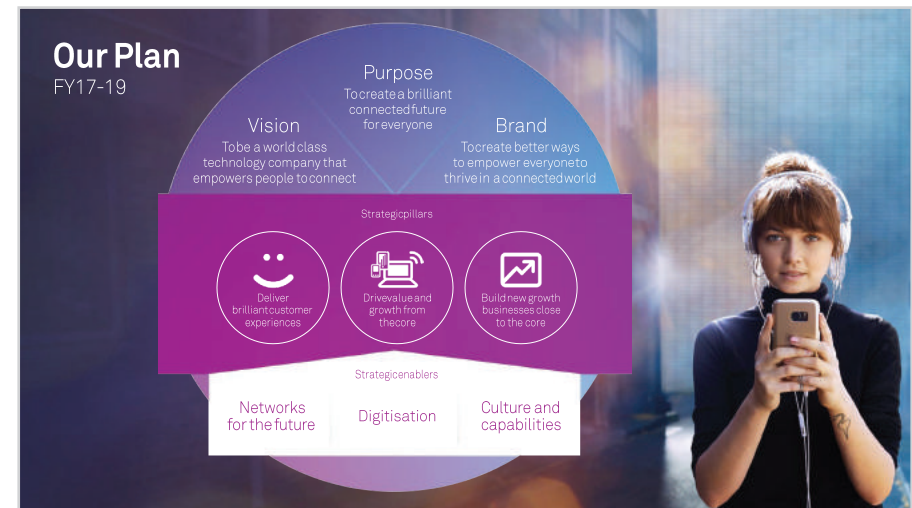 Our Plan
FY17-19
Purpose
To create a brilliant
connected future
for everyone
Vision
To be a world class
technology company that
empowers people to connect
Brand
To create better ways
to empower everyone to
thrive in a connected world
Strategic pillars
Deliver
brilliant customer
experiences
Drive value and
growth from
the core
Build new growth
businesses close
to the core
Strategic enablers
Networks
for the future
Digitisation
Culture and
capabilities